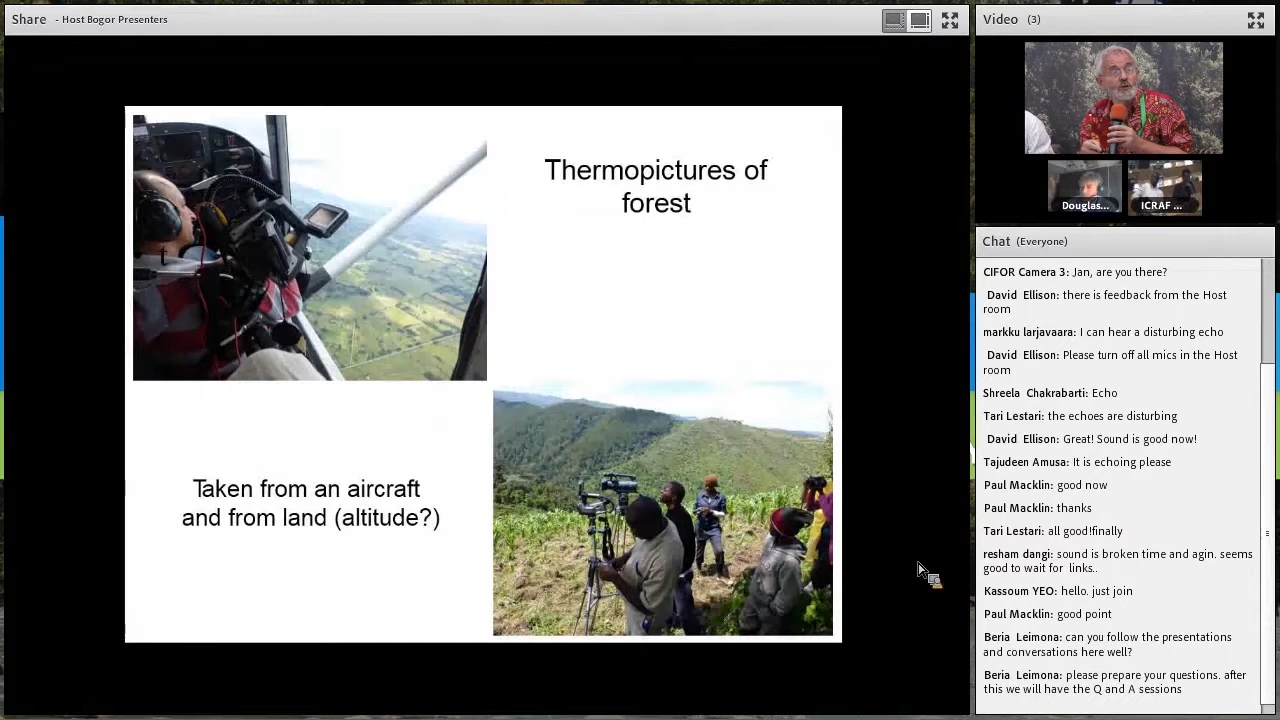 Share - Host Bogor Presenters
Thermopictures of
forest
t
Taken from an aircraft
and from land (altitude?)
Video (3)
Douglas...
ICRAF ...
Chat (Everyone)
CIFOR Camera 3: Jan, are you there?
David Ellison: there is feedback from the Host
room
markku larjavaara: I can hear a disturbing echo
David Ellison: Please turn off all mics in the Host
room
Shreela Chakrabarti: Echo
Tari Lestari: the echoes are disturbing
David Ellison: Great! Sound is good now!
Tajudeen Amusa: It is echoing please
Paul Macklin: good now
Paul Macklin: thanks
Tari Lestari: all good!finally
resham dangi: sound is broken time and agin. seems
good to wait for links..
Kassoum YEO: hello. just join
Paul Macklin: good point
Beria Leimona: can you follow the presentations
and conversations here well?
Beria Leimona: please prepare your questions. after
this we will have the Q and A sessions